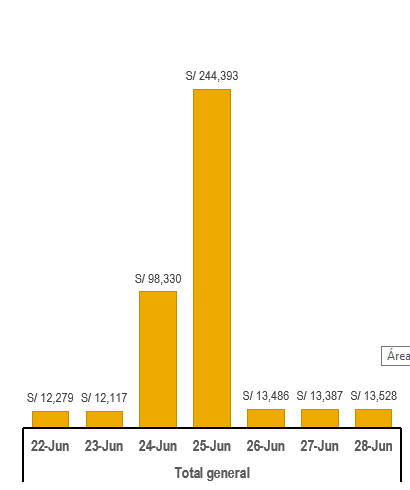 S/ 244,393
S/ 98,330
S/ 12,279 S/ 12,117 S/ 13,486 S/ 13,387 S/ 13,528
22-Jun 23-Jun 24-Jun 25-Jun 26-Jun 27-Jun 28-Jun
Total general
Área